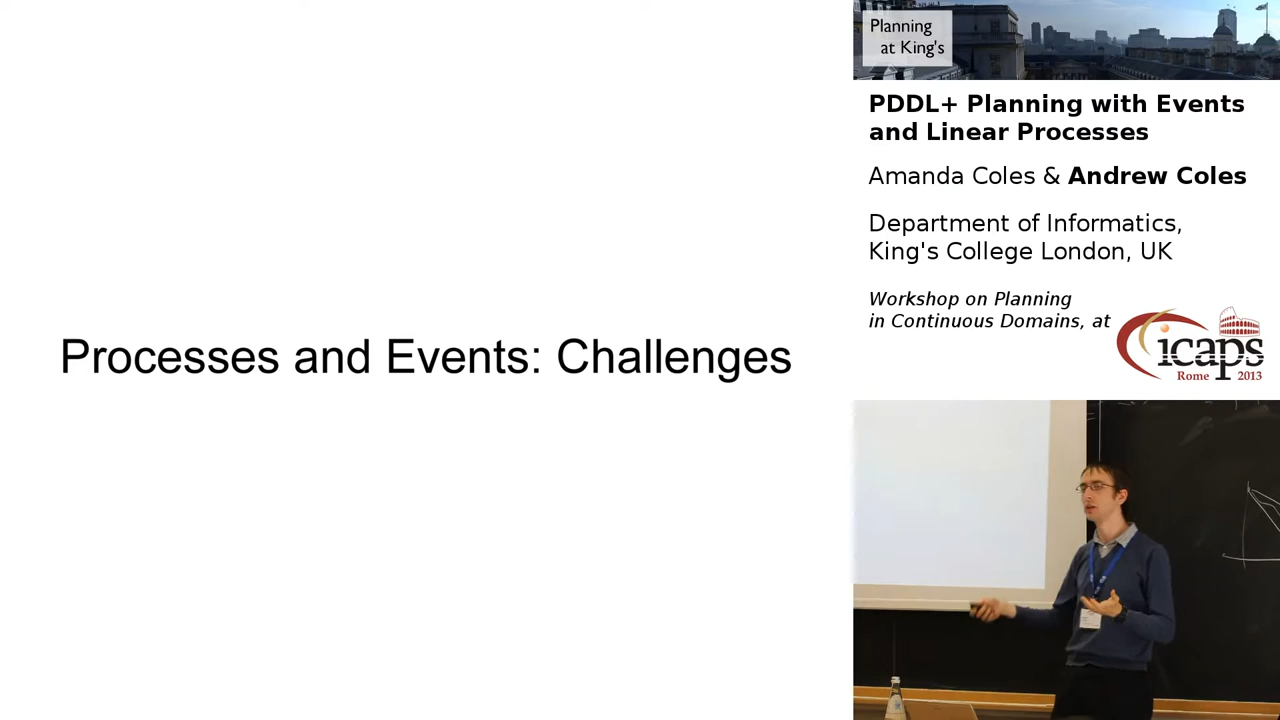 Processes and Events: Challenges
Planning
at King's
PDDL+ Planning with Events
and Linear Processes
Amanda Coles & Andrew Coles
Department of Informatics,
King's College London, UK
Workshop on Planning
in Continuous Domains, at
icaps
Rome 2013